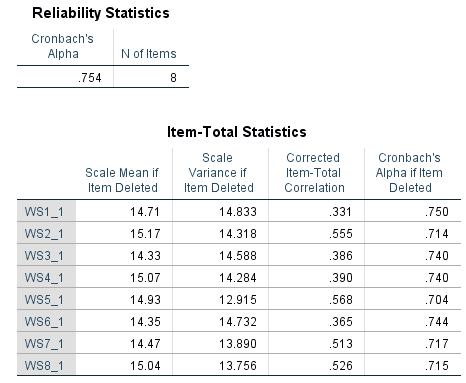 Reliability Statistics
Cronbach's
Alpha N of Items
.754 8
Item-Total Statistics
Scale Mean if
Item Deleted Scale
Variance if
Item Deleted Corrected
Item-Total
Correlation Cronbach's
Alpha if Item
Deleted
WS1_1 14.71 14.833 .331 .750
WS2_1 15.17 14.318 .555 .714
WS3_1 14.33 14.588 .386 .740
WS4_1 15.07 14.284 .390 .740
WS5_1 14.93 12.915 .568 .704
WS6_1 14.35 14.732 .365 .744
WS7_1 14.47 13.890 .513 .717
WS8_1 15.04 13.756 .526 .715